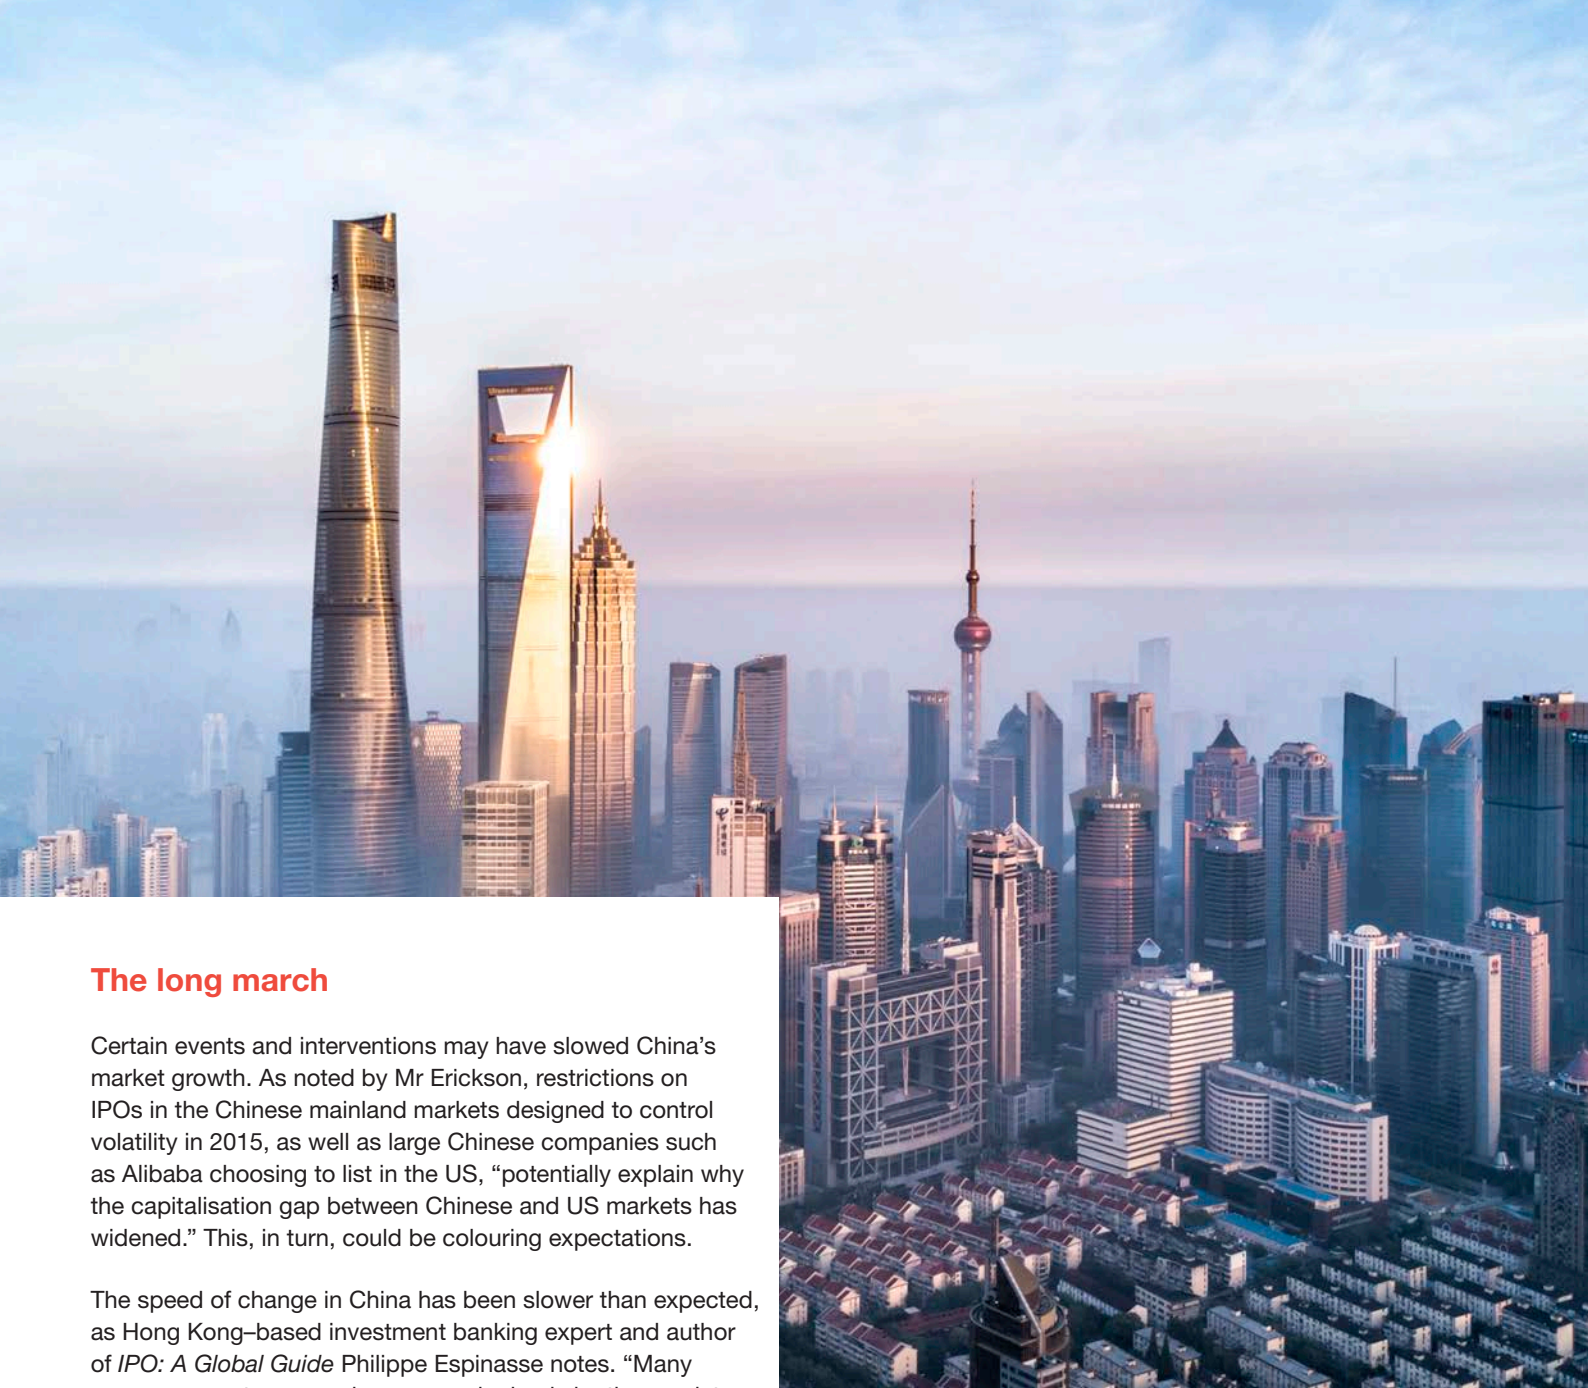 The long march
Certain events and interventions may have slowed China’s
market growth. As noted by Mr Erickson, restrictions on
IPOs in the Chinese mainland markets designed to control
volatility in 2015, as well as large Chinese companies such
as Alibaba choosing to list in the US, “potentially explain why
the capitalisation gap between Chinese and US markets has
widened.” This, in turn, could be colouring expectations.
The speed of change in China has been slower than expected,
as Hong Kong–based investment banking expert and author
of IPO: A Global Guide Philippe Espinasse notes. “Many